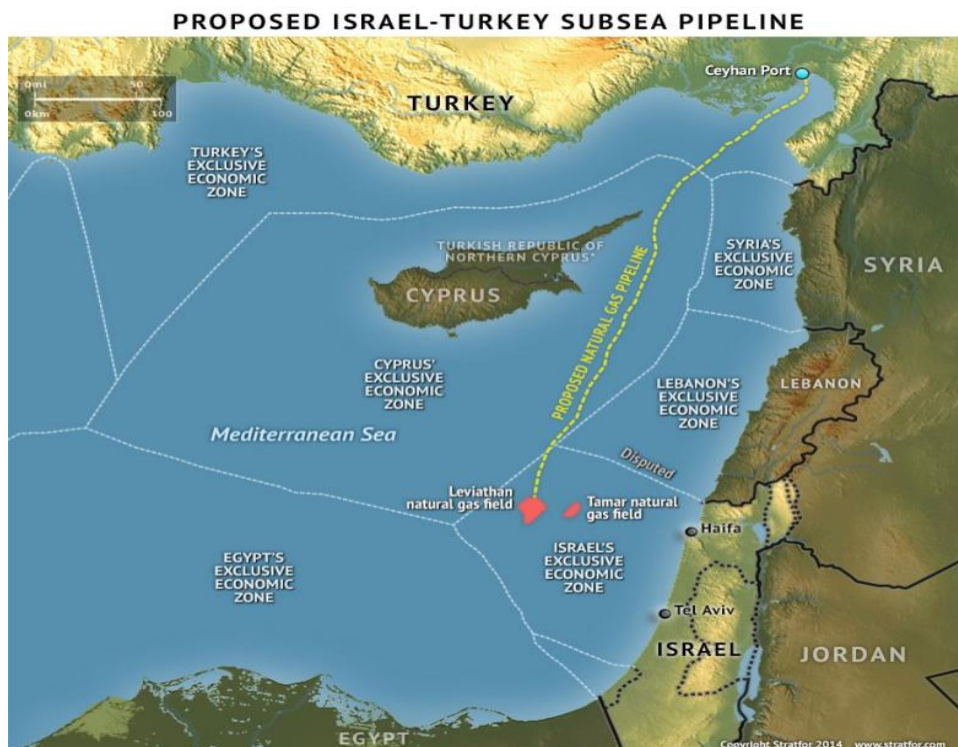 PROPOSED ISRAEL-TURKEY SUBSEA PIPELINE
0mi 50
0km 100
Ceyhan Port
TURKEY
TURKEY'S
EXCLUSIVE
ECONOMIC
ZONE
TURKISH REPUBLIC OF
NORTHERN CYPRUS*
SYRIA'S
EXCLUSIVE
ECONOMIC
ZONE
SYRIA
CYPRUS
PROPOSED NATURAL GAS PIPELINE
CYPRUS'
EXCLUSIVE
ECONOMIC
ZONE
LEBANON'S
EXCLUSIVE
ECONOMIC
ZONE
LEBANON
Mediterranean Sea
Disputed
Leviathan
natural gas field
Tamar natural
gas field
Haifa
EGYPT'S
EXCLUSIVE
ECONOMIC
ZONE
ISRAEL'S
EXCLUSIVE
ECONOMIC
ZONE
Tel Aviv
ISRAEL
JORDAN
EGYPT
Copyright Stratfor 2014 www.stratfor.com